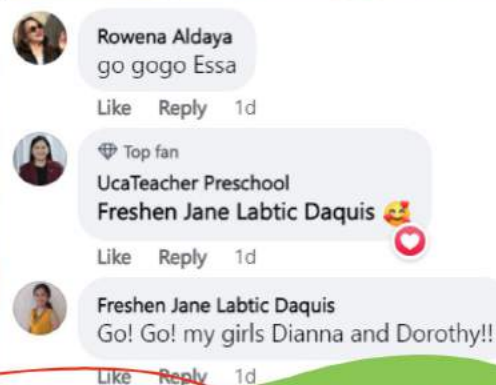 Rowena Aldaya
go gogo Essa
Like Reply 1d
Top fan
UcaTeacher Preschool
Freshen Jane Labtic Daquis 🥰
Like Reply 1d
Freshen Jane Labtic Daquis
Go! Go! my girls Dianna and Dorothy!!
Like Reply 1d